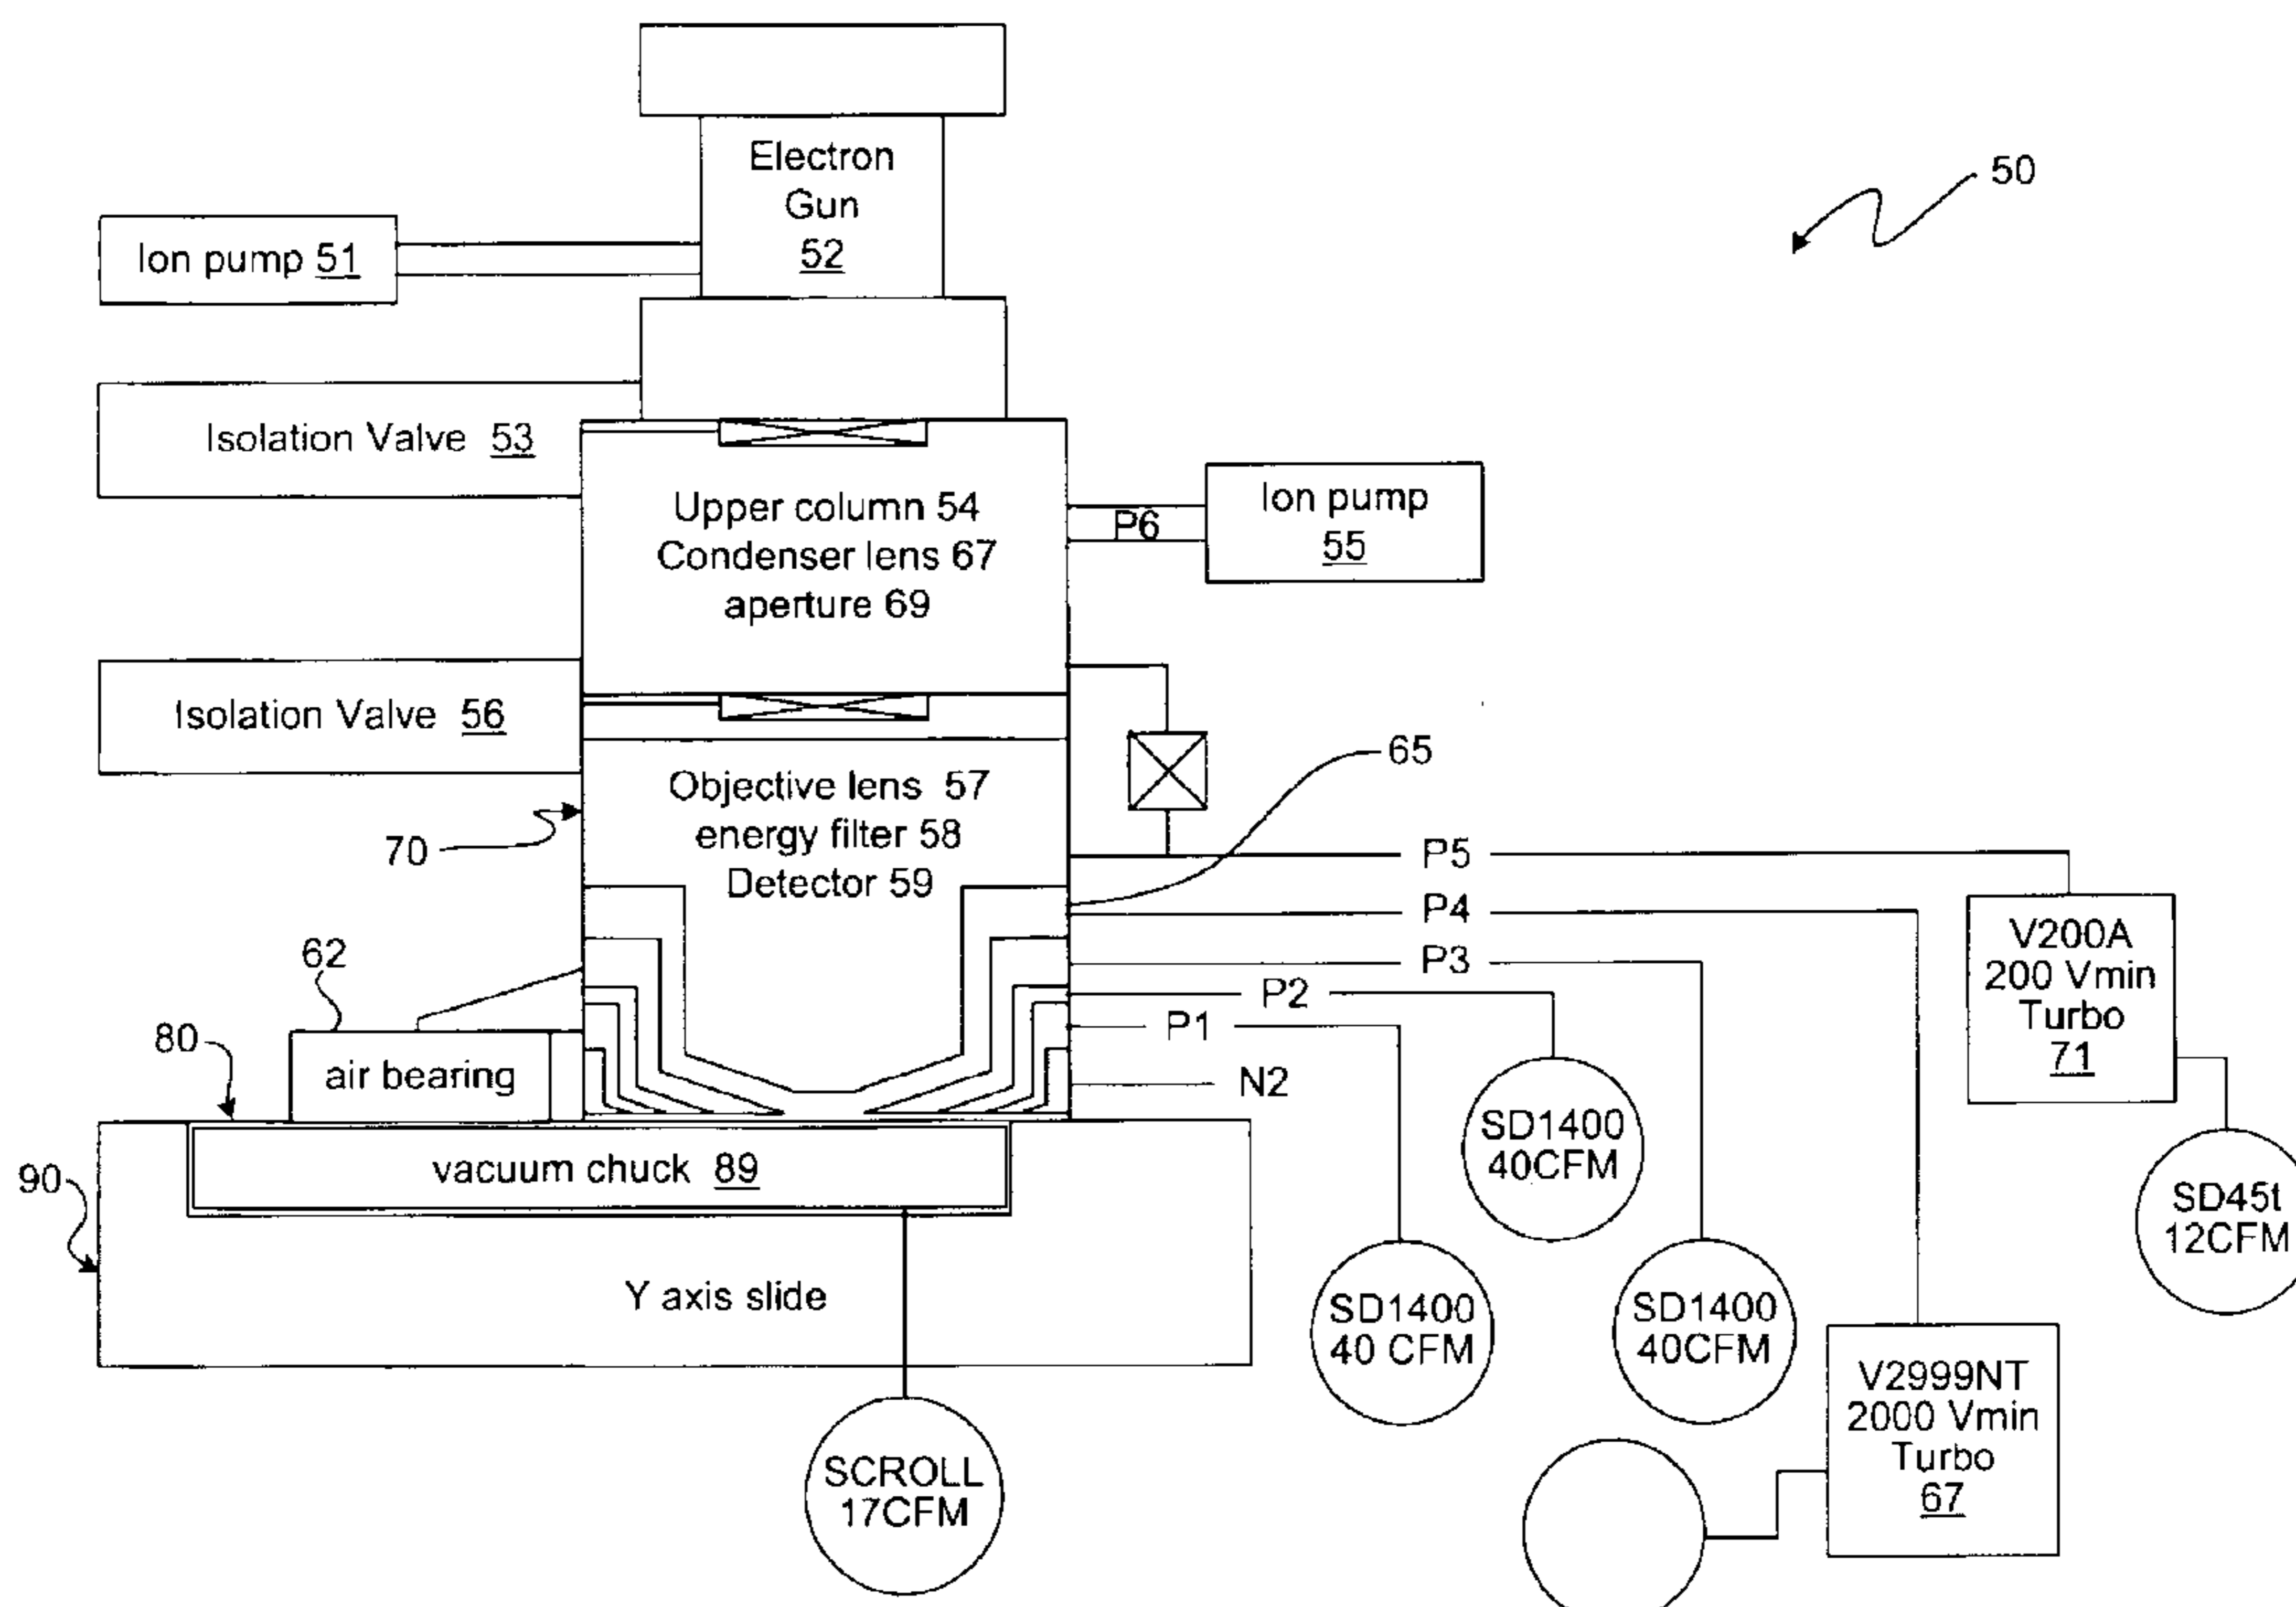 Electron
Gun
52
50
Ion pump 51
Isolation Valve 53
Upper column 54
Condenser lens 67
aperture 69
P6
Ion pump
55
Isolation Valve 56
65
Objective lens 57
energy filter 58
Detector 59
70
P5
P4
P3
P2
P1
N2
V200A
200 Vmin
Turbo
71
62
80
air bearing
SD1400
40CFM
vacuum chuck 89
90
SD45t
12CFM
Y axis slide
SD1400
40 CFM
SD1400
40CFM
V2999NT
2000 Vmin
Turbo
67
SCROLL
17CFM